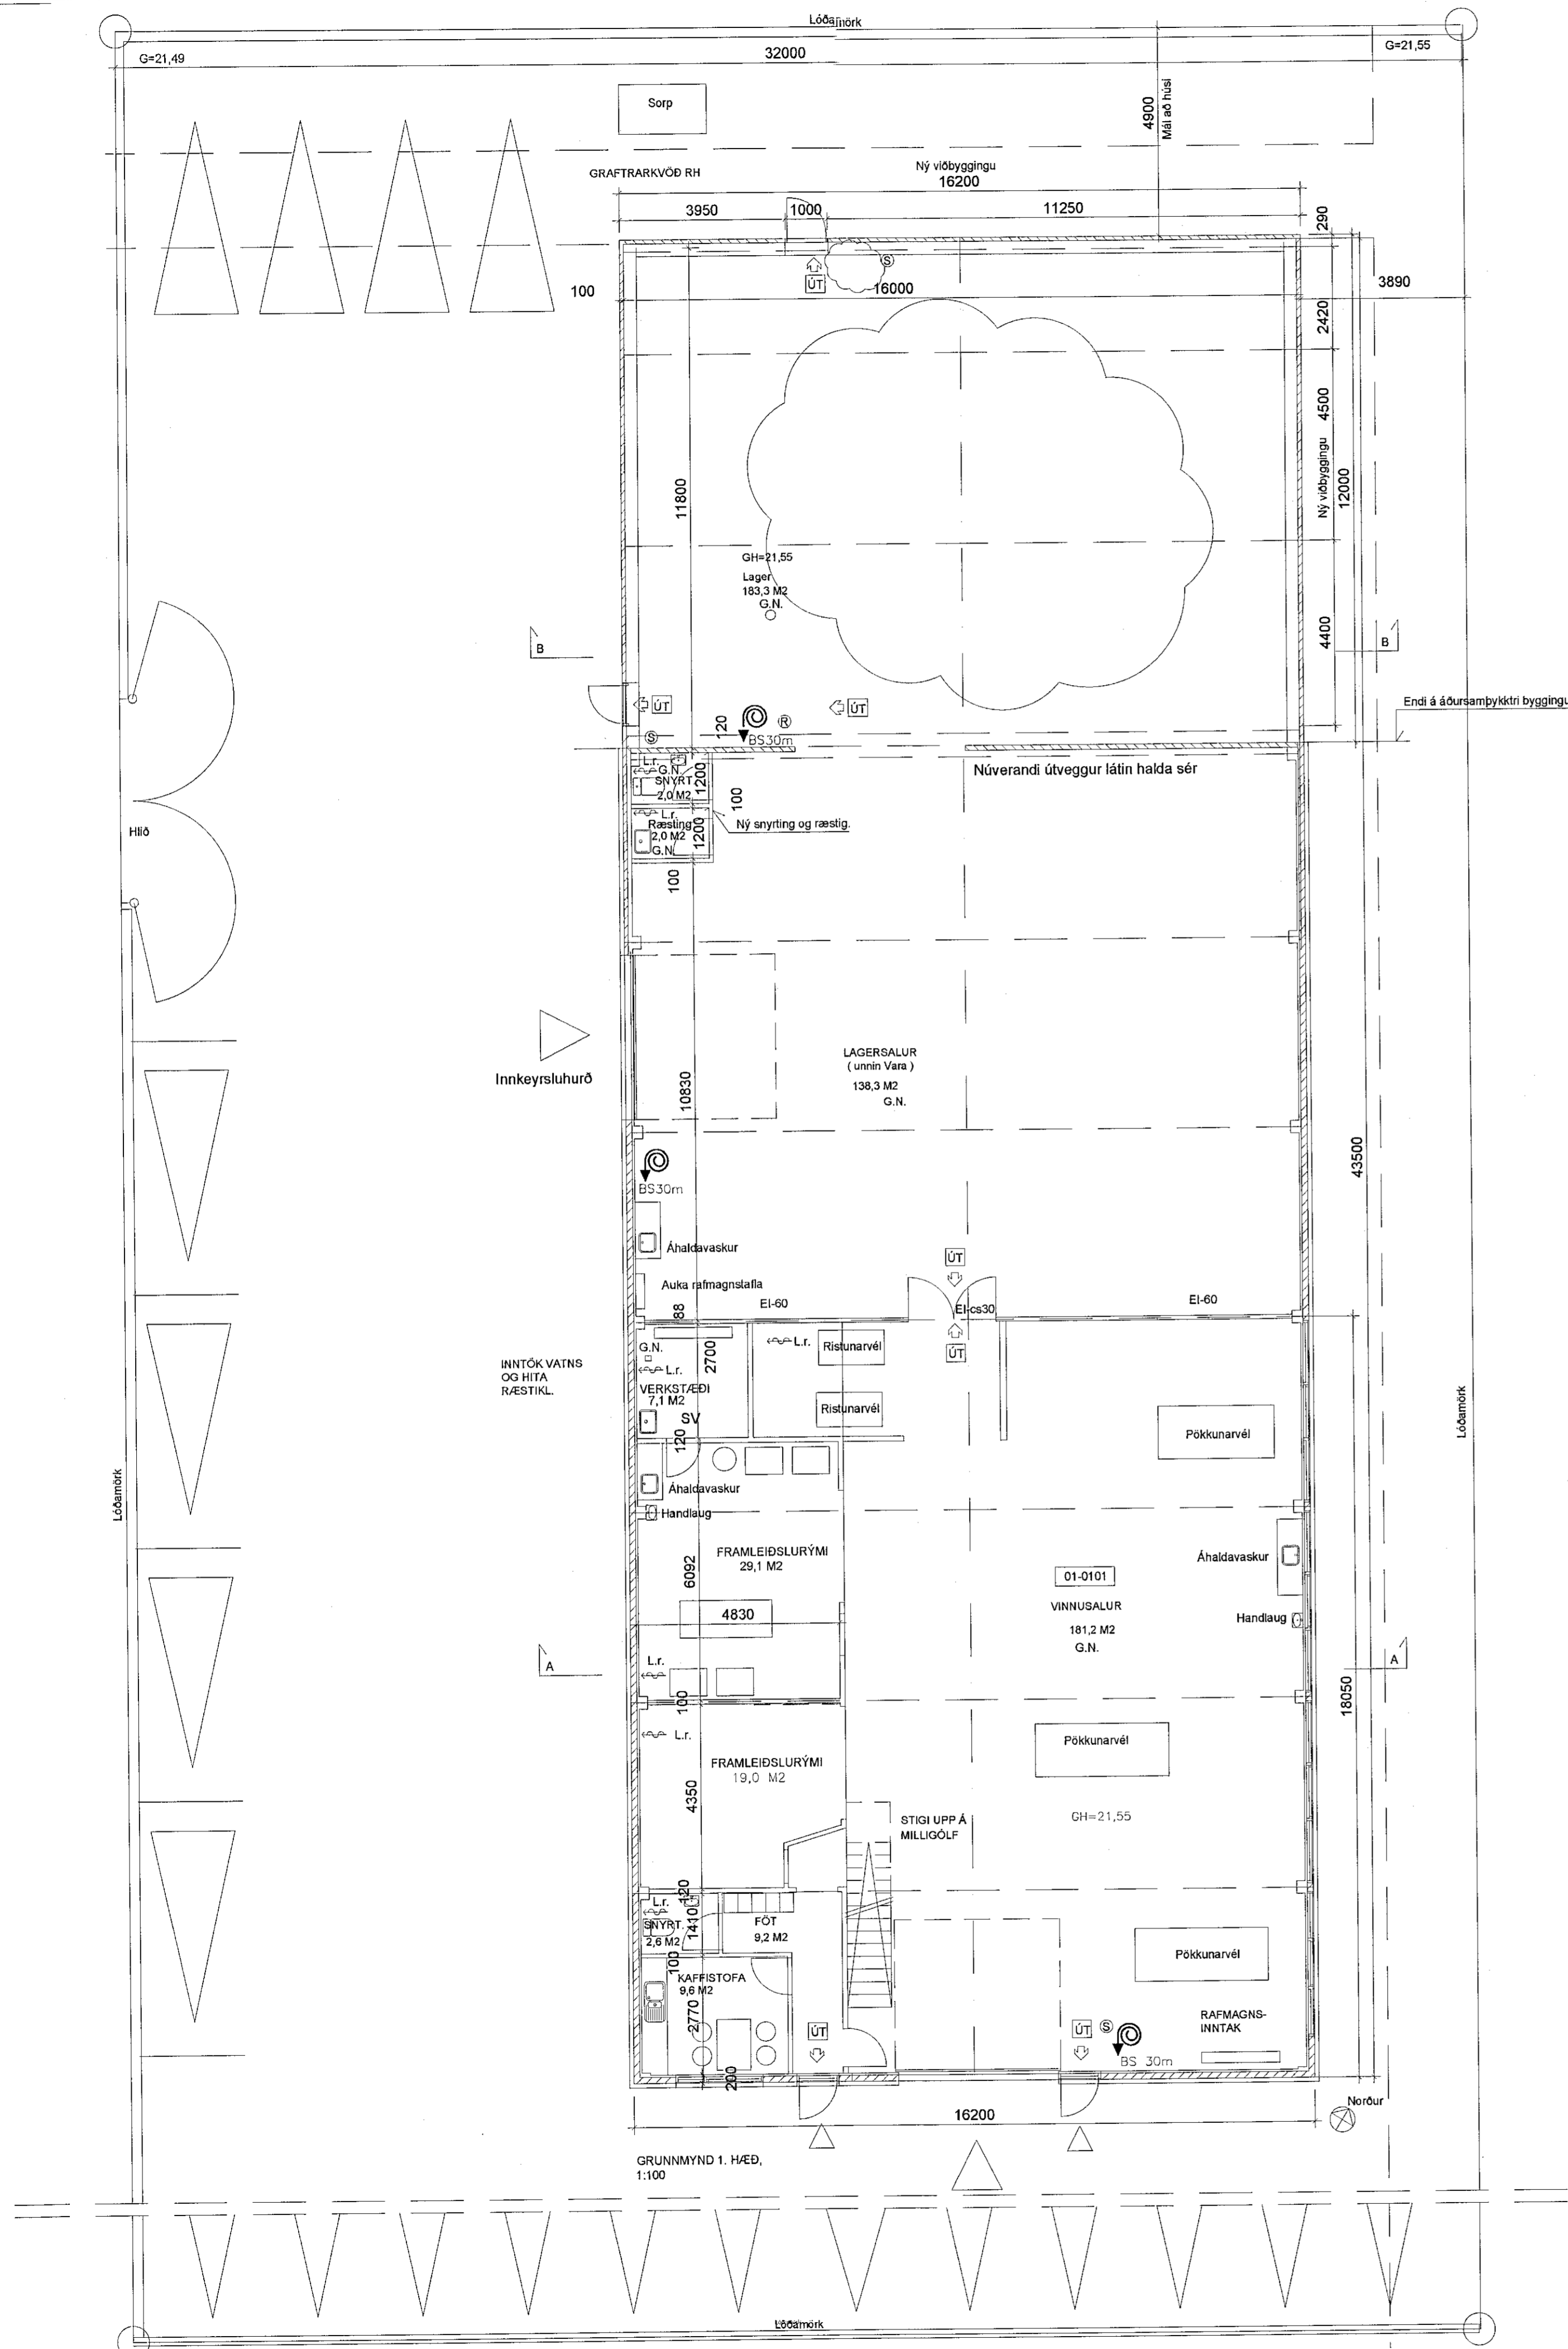 Lóðamörk
G=21,49
32000
G=21,55
Sorp
4900
Mál að húsi
GRAFTRARKVÖÐ RH
Ný viðbyggingu
16200
3950
1000
11250
290
ÚT
S
100
16000
3890
2420
4500
Ný viðbyggingu
12000
11800
GH=21,55
Lager
183,3 M2
G.N.
4400
B
B
ÚT
ÚT
Endi á áðursamþykktri byggingu
120
R
S
BS30m
L.r.
G.N.
SNYRT.
2,0 M2
1200
100
Núverandi útveggur látin halda sér
L.r.
Ræsting
2,0 M2
G.N.
1200
Ný snyrting og ræstig.
Hlið
100
LAGERSALUR
( unnin Vara )
138,3 M2
G.N.
Innkeyrsluhurð
10830
43500
BS30m
Áhaldavaskur
ÚT
Auka rafmagnstafla
88
EI-60
EI-cs30
EI-60
ÚT
G.N.
L.r.
2700
L.r.
Ristunarvél
INNTÖK VATNS
OG HITA
RÆSTIKL.
VERKSTÆÐI
7,1 M2
SV
Ristunarvél
120
Pökkunarvél
Lóðamörk
Lóðamörk
Áhaldavaskur
Handlaug
FRAMLEIÐSLURÝMI
29,1 M2
6092
4830
01-0101
VINNUSALUR
181,2 M2
G.N.
Áhaldavaskur
Handlaug
L.r.
A
A
100
18050
L.r.
Pökkunarvél
FRAMLEIÐSLURÝMI
19,0 M2
4350
STIGI UPP Á
MILLIGÓLF
GH=21,55
120
L.r.
SNYRT.
2,6 M2
1410
FÖT
9,2 M2
100
KAFFISTOFA
9,6 M2
2770
Pökkunarvél
ÚT
ÚT
S
RAFMAGNS-
INNTAK
BS 30m
200
Norður
16200
GRUNNMYND 1. HÆÐ,
1:100
Lóðamörk